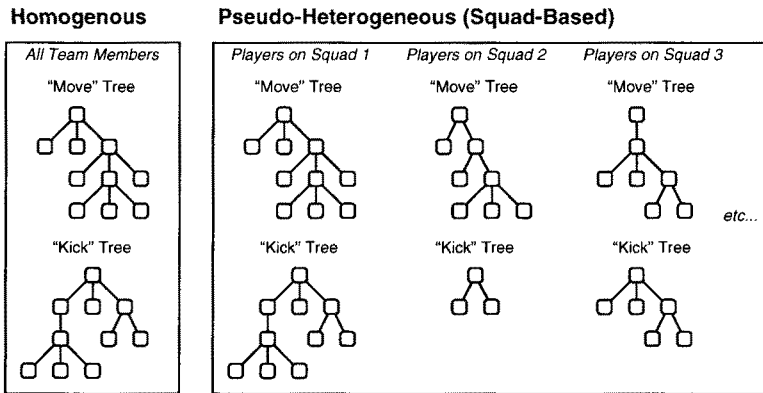 Homogenous
Pseudo-Heterogeneous (Squad-Based)
All Team Members
Players on Squad 1
Players on Squad 2
Players on Squad 3
“Move” Tree
“Move” Tree
“Move” Tree
“Move” Tree
etc...
“Kick” Tree
“Kick” Tree
“Kick” Tree
“Kick” Tree